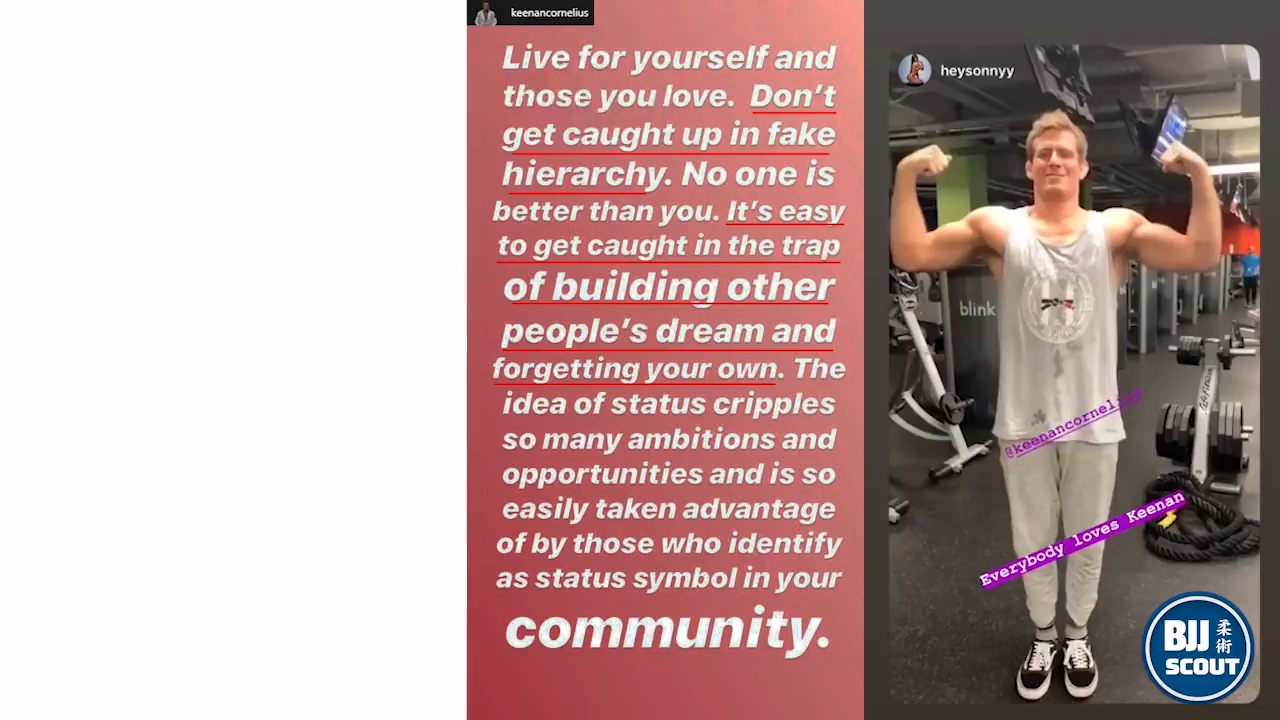 keenancornelius
Live for yourself and
those you love. Don't
get caught up in fake
hierarchy. No one is
better than you. It's easy
to get caught in the trap
of building other
people's dream and
forgetting your own. The
idea of status cripples
so many ambitions and
opportunities and is so
easily taken advantage
of by those who identify
as status symbol in your
community.
heysonnyy
blink
@keenancornelius
Everybody loves Keenan
BJJ 柔術
SCOUT